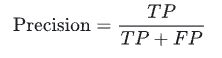 Precision = TP / (TP + FP)